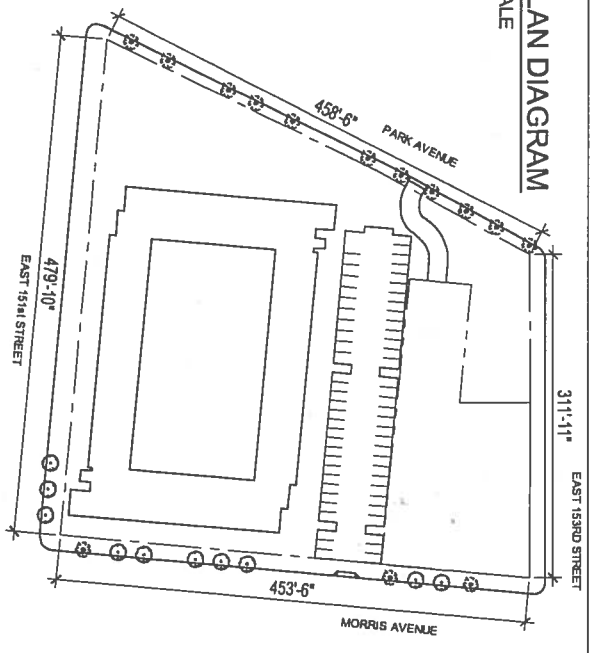 LAN DIAGRAM
ALE
458'-6"
PARK AVENUE
311'-11"
EAST 153RD STREET
479'-10"
EAST 151st STREET
453'-6"
MORRIS AVENUE